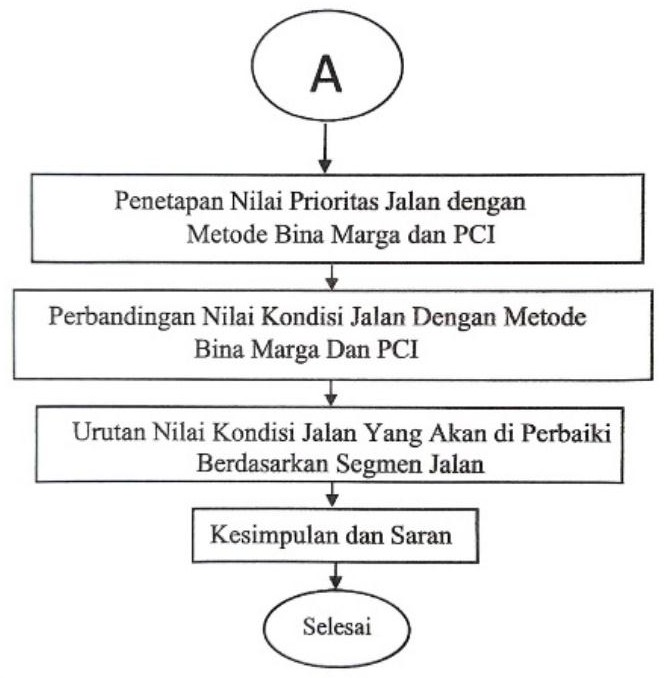 A
Penetapan Nilai Prioritas Jalan dengan
Metode Bina Marga dan PCI
Perbandingan Nilai Kondisi Jalan Dengan Metode
Bina Marga Dan PCI
Urutan Nilai Kondisi Jalan Yang Akan di Perbaiki
Berdasarkan Segmen Jalan
Kesimpulan dan Saran
Selesai